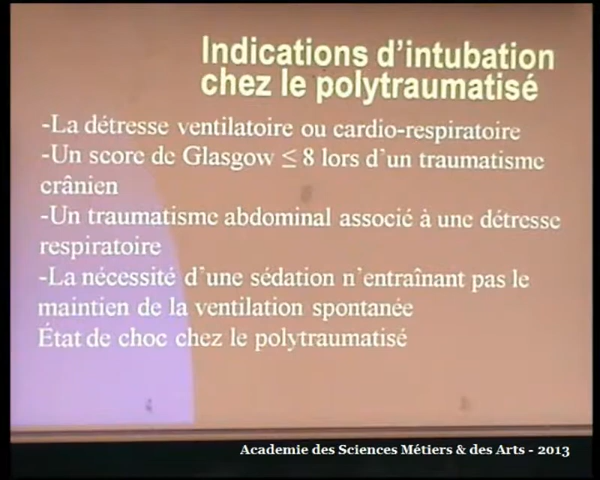 Indications d'intubation
chez le polytraumatisé
-La détresse ventilatoire ou cardio-respiratoire
-Un score de Glasgow ≤ 8 lors d'un traumatisme
crânien
-Un traumatisme abdominal associé à une détresse
respiratoire
-La nécessité d'une sédation n'entraînant pas le
maintien de la ventilation spontanée
État de choc chez le polytraumatisé
Academie des Sciences Métiers & des Arts - 2013